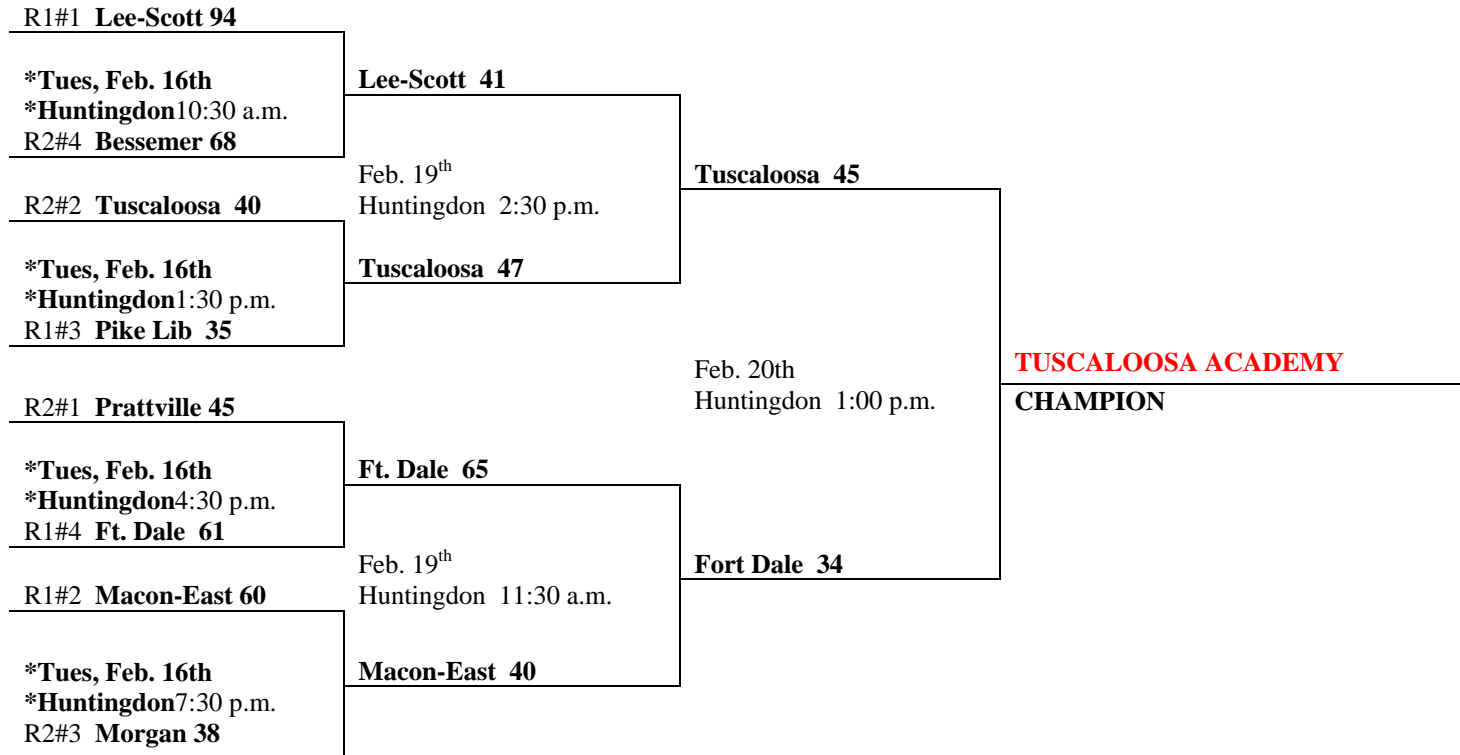 R1#1 Lee-Scott 94
*Tues, Feb. 16th
*Huntingdon10:30 a.m.
R2#4 Bessemer 68
Lee-Scott 41
Feb. 19th
Huntingdon 2:30 p.m.
R2#2 Tuscaloosa 40
*Tues, Feb. 16th
*Huntingdon1:30 p.m.
R1#3 Pike Lib 35
Tuscaloosa 47
Tuscaloosa 45
Feb. 20th
Huntingdon 1:00 p.m.
TUSCALOOSA ACADEMY
CHAMPION
R2#1 Prattville 45
*Tues, Feb. 16th
*Huntingdon4:30 p.m.
R1#4 Ft. Dale 61
Ft. Dale 65
Feb. 19th
Huntingdon 11:30 a.m.
Fort Dale 34
R1#2 Macon-East 60
*Tues, Feb. 16th
*Huntingdon7:30 p.m.
R2#3 Morgan 38
Macon-East 40